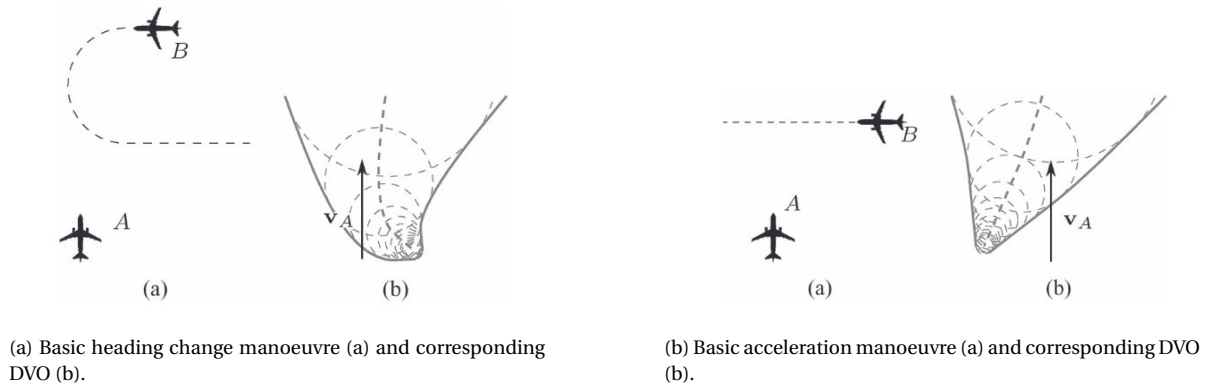 B
A
v_A
(a)
(b)
B
A
v_A
(a)
(b)
(a) Basic heading change manoeuvre (a) and corresponding
DVO (b).
(b) Basic acceleration manoeuvre (a) and corresponding DVO
(b).